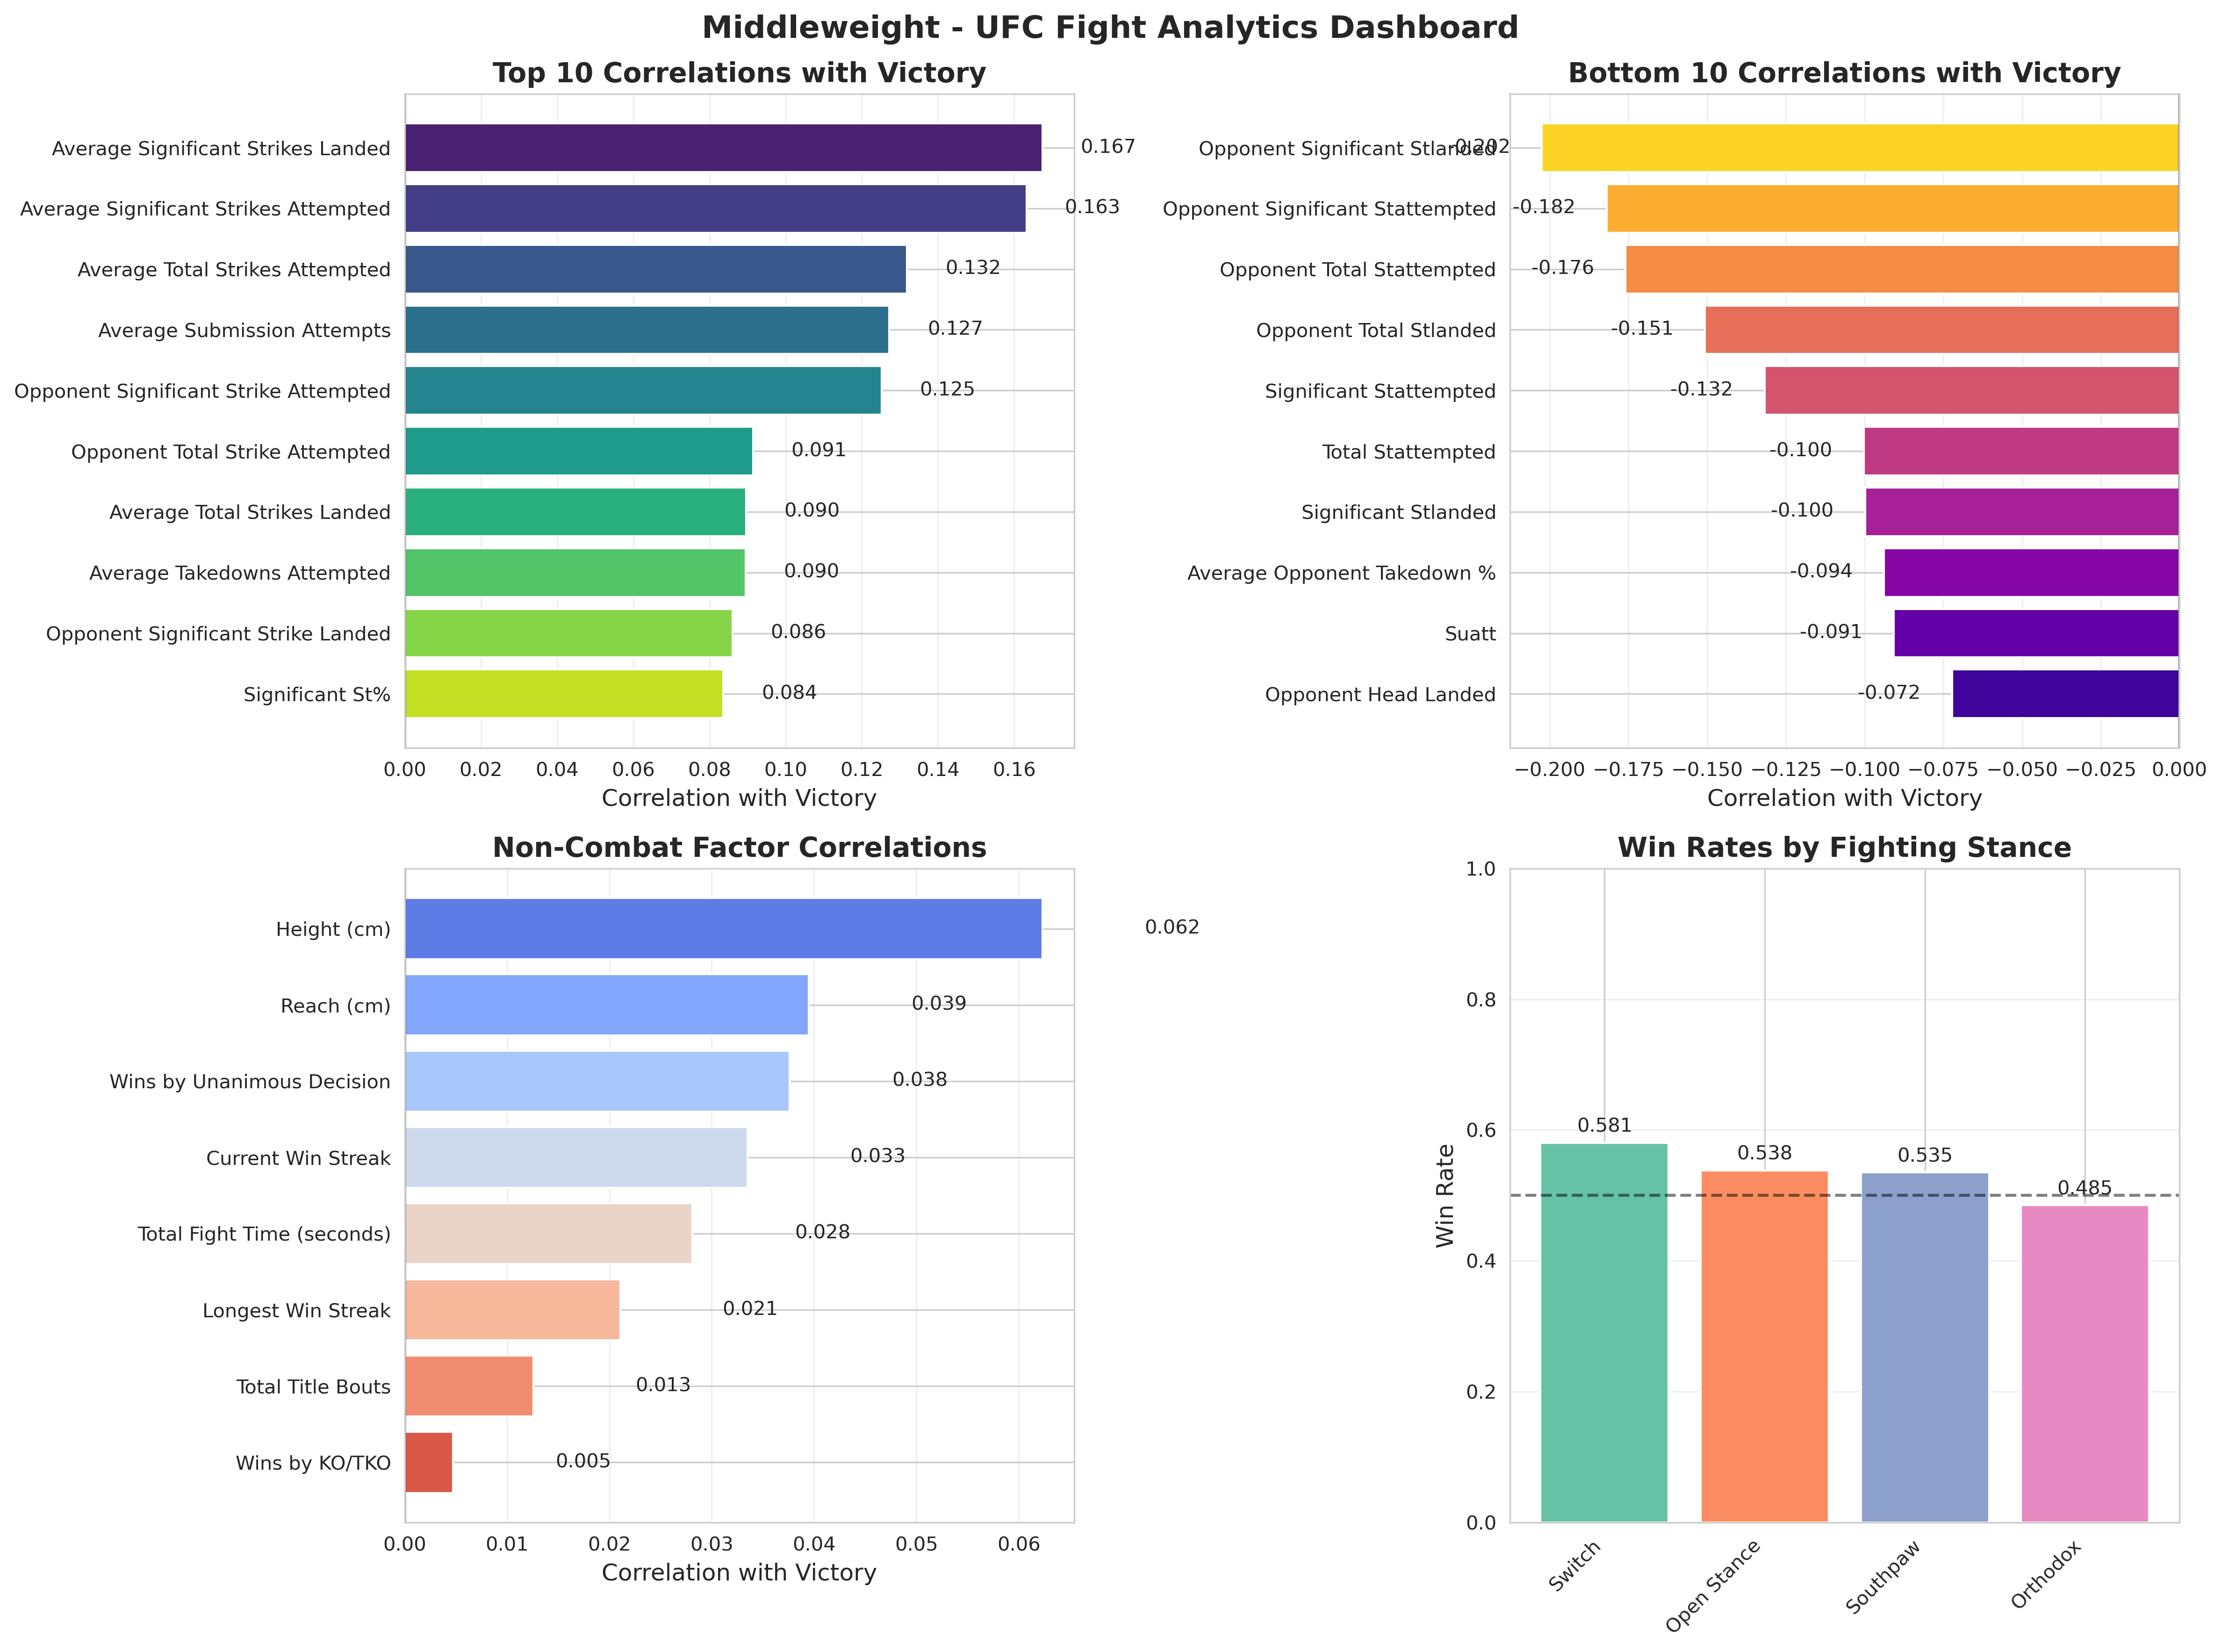 Middleweight - UFC Fight Analytics Dashboard
Top 10 Correlations with Victory
Average Significant Strikes Landed 0.167
Average Significant Strikes Attempted 0.163
Average Total Strikes Attempted 0.132
Average Submission Attempts 0.127
Opponent Significant Strike Attempted 0.125
Opponent Total Strike Attempted 0.091
Average Total Strikes Landed 0.090
Average Takedowns Attempted 0.090
Opponent Significant Strike Landed 0.086
Significant St% 0.084
0.00 0.02 0.04 0.06 0.08 0.10 0.12 0.14 0.16
Correlation with Victory
Bottom 10 Correlations with Victory
Opponent Significant Stlanded -0.202
Opponent Significant Stattempted -0.182
Opponent Total Stattempted -0.176
Opponent Total Stlanded -0.151
Significant Stattempted -0.132
Total Stattempted -0.100
Significant Stlanded -0.100
Average Opponent Takedown % -0.094
Suatt -0.091
Opponent Head Landed -0.072
−0.200 −0.175 −0.150 −0.125 −0.100 −0.075 −0.050 −0.025 0.000
Correlation with Victory
Non-Combat Factor Correlations
Height (cm) 0.062
Reach (cm) 0.039
Wins by Unanimous Decision 0.038
Current Win Streak 0.033
Total Fight Time (seconds) 0.028
Longest Win Streak 0.021
Total Title Bouts 0.013
Wins by KO/TKO 0.005
0.00 0.01 0.02 0.03 0.04 0.05 0.06
Correlation with Victory
Win Rates by Fighting Stance
1.0
0.8
0.6
0.4
0.2
0.0
Win Rate
0.581 0.538 0.535 0.485
Switch Open Stance Southpaw Orthodox